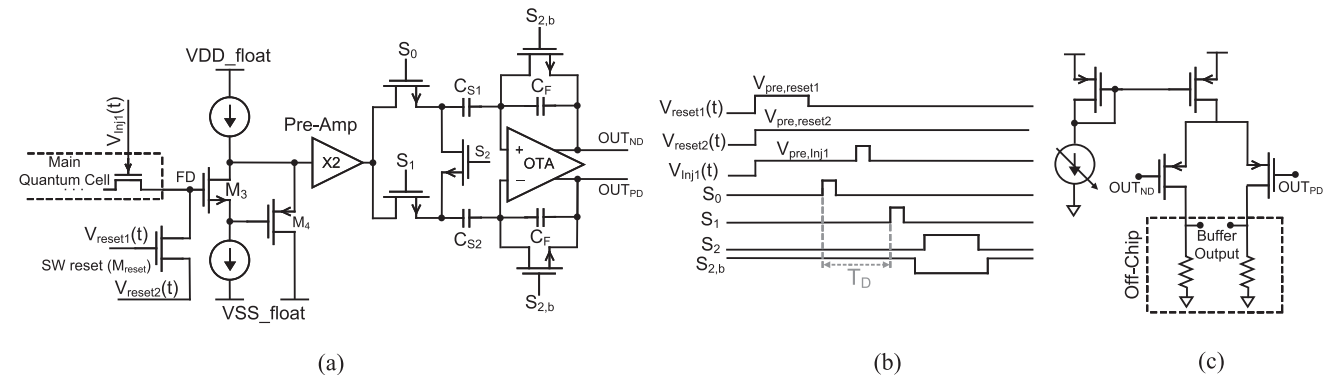 VDD_float
V_Inj1(t)
Main
Quantum Cell
. . .
FD
M_3
M_4
V_reset1(t)
SW reset (M_reset)
V_reset2(t)
VSS_float
Pre-Amp
X2
S_0
S_1
S_2
C_S1
C_S2
S_2,b
C_F
+
OTA
−
OUT_ND
OUT_PD
C_F
S_2,b
(a)
V_pre,reset1
V_reset1(t)
V_pre,reset2
V_reset2(t)
V_pre,Inj1
V_Inj1(t)
S_0
S_1
S_2
S_2,b
T_D
(b)
OUT_ND
OUT_PD
Buffer
Output
Off-Chip
(c)